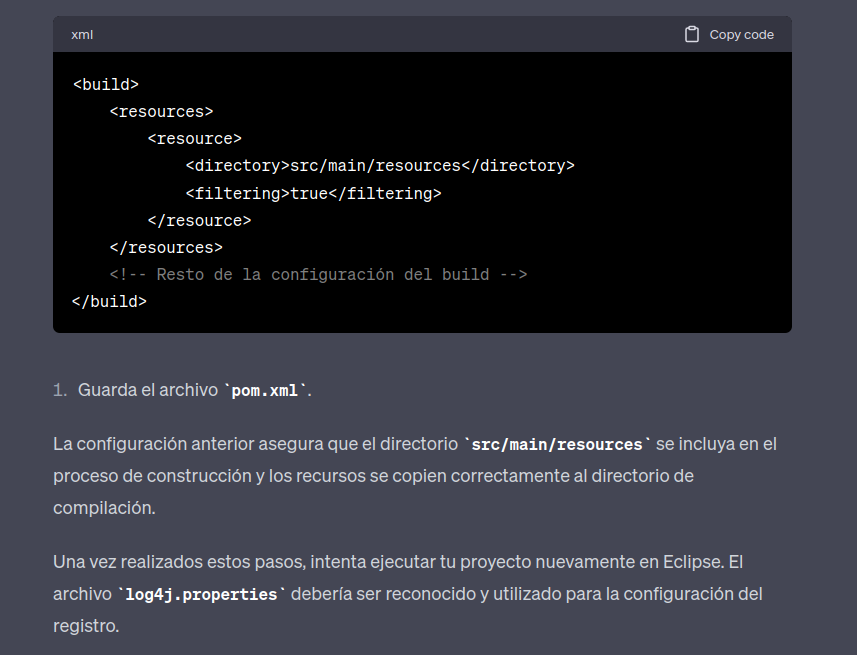 xml Copy code
<build>
    <resources>
        <resource>
            <directory>src/main/resources</directory>
            <filtering>true</filtering>
        </resource>
    </resources>
    <!-- Resto de la configuración del build -->
</build>
1. Guarda el archivo `pom.xml`.
La configuración anterior asegura que el directorio `src/main/resources` se incluya en el
proceso de construcción y los recursos se copien correctamente al directorio de
compilación.
Una vez realizados estos pasos, intenta ejecutar tu proyecto nuevamente en Eclipse. El
archivo `log4j.properties` debería ser reconocido y utilizado para la configuración del
registro.